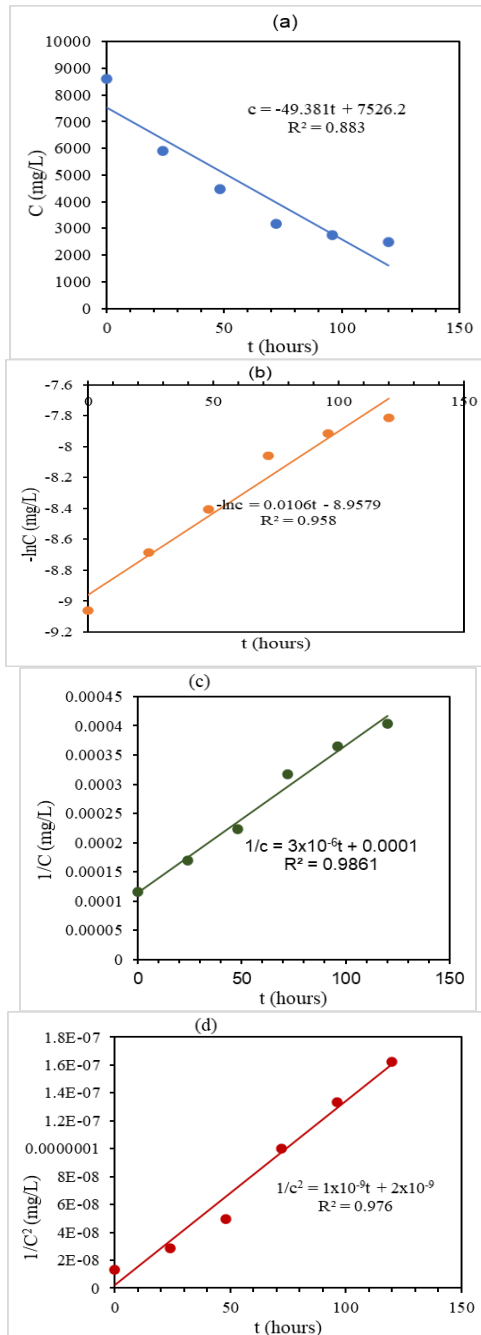 (a)
10000
9000
8000
7000
6000
5000
4000
3000
2000
1000
0
C (mg/L)
c = -49.381t + 7526.2
R² = 0.883
0 50 100 150
t (hours)
(b)
-7.6
-7.8
-8
-8.2
-8.4
-8.6
-8.8
-9
-9.2
-lnC (mg/L)
0 50 100 150
-lnc = 0.0106t - 8.9579
R² = 0.958
t (hours)
(c)
0.00045
0.0004
0.00035
0.0003
0.00025
0.0002
0.00015
0.0001
0.00005
0
1/C (mg/L)
1/c = 3x10⁻⁶t + 0.0001
R² = 0.9861
0 50 100 150
t (hours)
(d)
1.8E-07
1.6E-07
1.4E-07
1.2E-07
0.0000001
8E-08
6E-08
4E-08
2E-08
0
1/C² (mg/L)
1/c² = 1x10⁻⁹t + 2x10⁻⁹
R² = 0.976
0 50 100 150
t (hours)